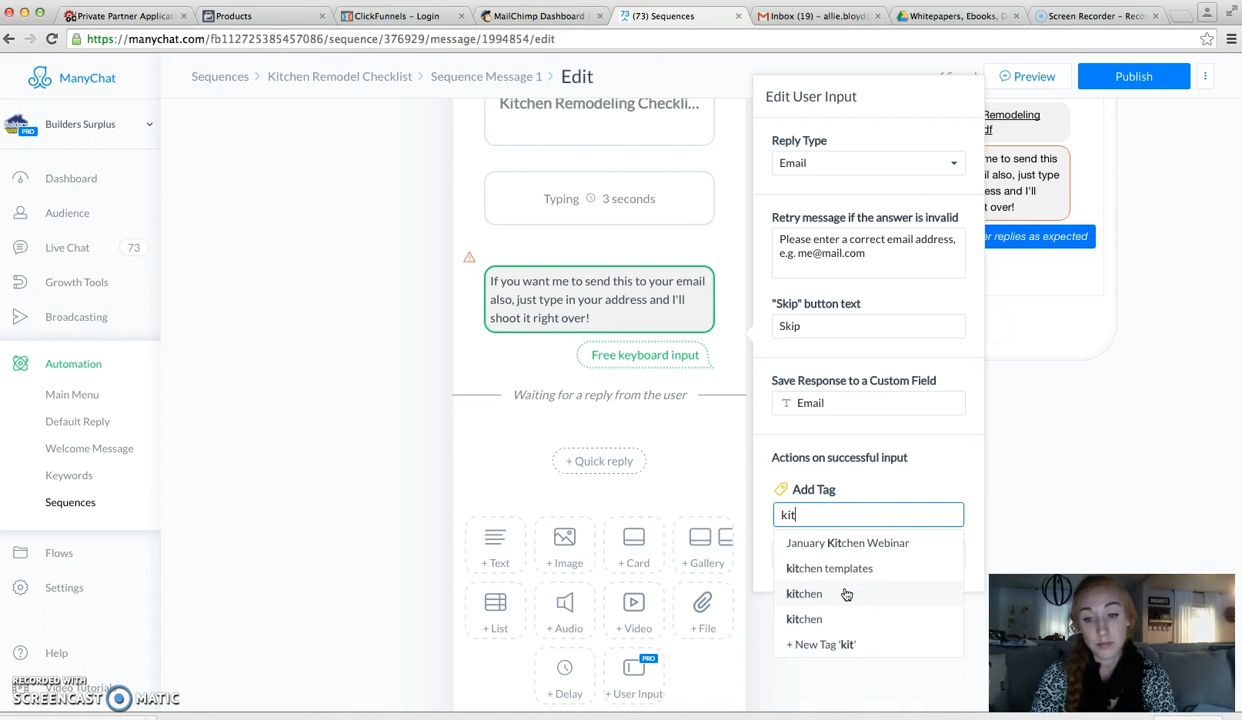 Private Partner Applicat
Products
ClickFunnels - Login
MailChimp Dashboard
(73) Sequences
Inbox (19) - allie.bloyd@
Whitepapers, Ebooks, D
Screen Recorder - Reco
https://manychat.com/fb112725385457086/sequence/376929/message/1994854/edit
ManyChat
Sequences > Kitchen Remodel Checklist > Sequence Message 1 > Edit
Preview
Publish
Builders Surplus
PRO
Dashboard
Audience
Live Chat 73
Growth Tools
Broadcasting
Automation
Main Menu
Default Reply
Welcome Message
Keywords
Sequences
Flows
Settings
Help
Video Tutorial
RECORDED WITH
SCREENCAST MATIC
Kitchen Remodeling Checkli...
Typing 3 seconds
If you want me to send this to your email
also, just type in your address and I'll
shoot it right over!
Free keyboard input
Waiting for a reply from the user
+ Quick reply
+ Text
+ Image
+ Card
+ Gallery
+ List
+ Audio
+ Video
+ File
+ Delay
PRO
+ User Input
Edit User Input
Reply Type
Email
Retry message if the answer is invalid
Please enter a correct email address,
e.g. me@mail.com
"Skip" button text
Skip
Save Response to a Custom Field
T Email
Actions on successful input
Add Tag
kit
January Kitchen Webinar
kitchen templates
kitchen
kitchen
+ New Tag 'kit'
Remodeling
df
me to send this
il also, just type
ess and I'll
t over!
er replies as expected